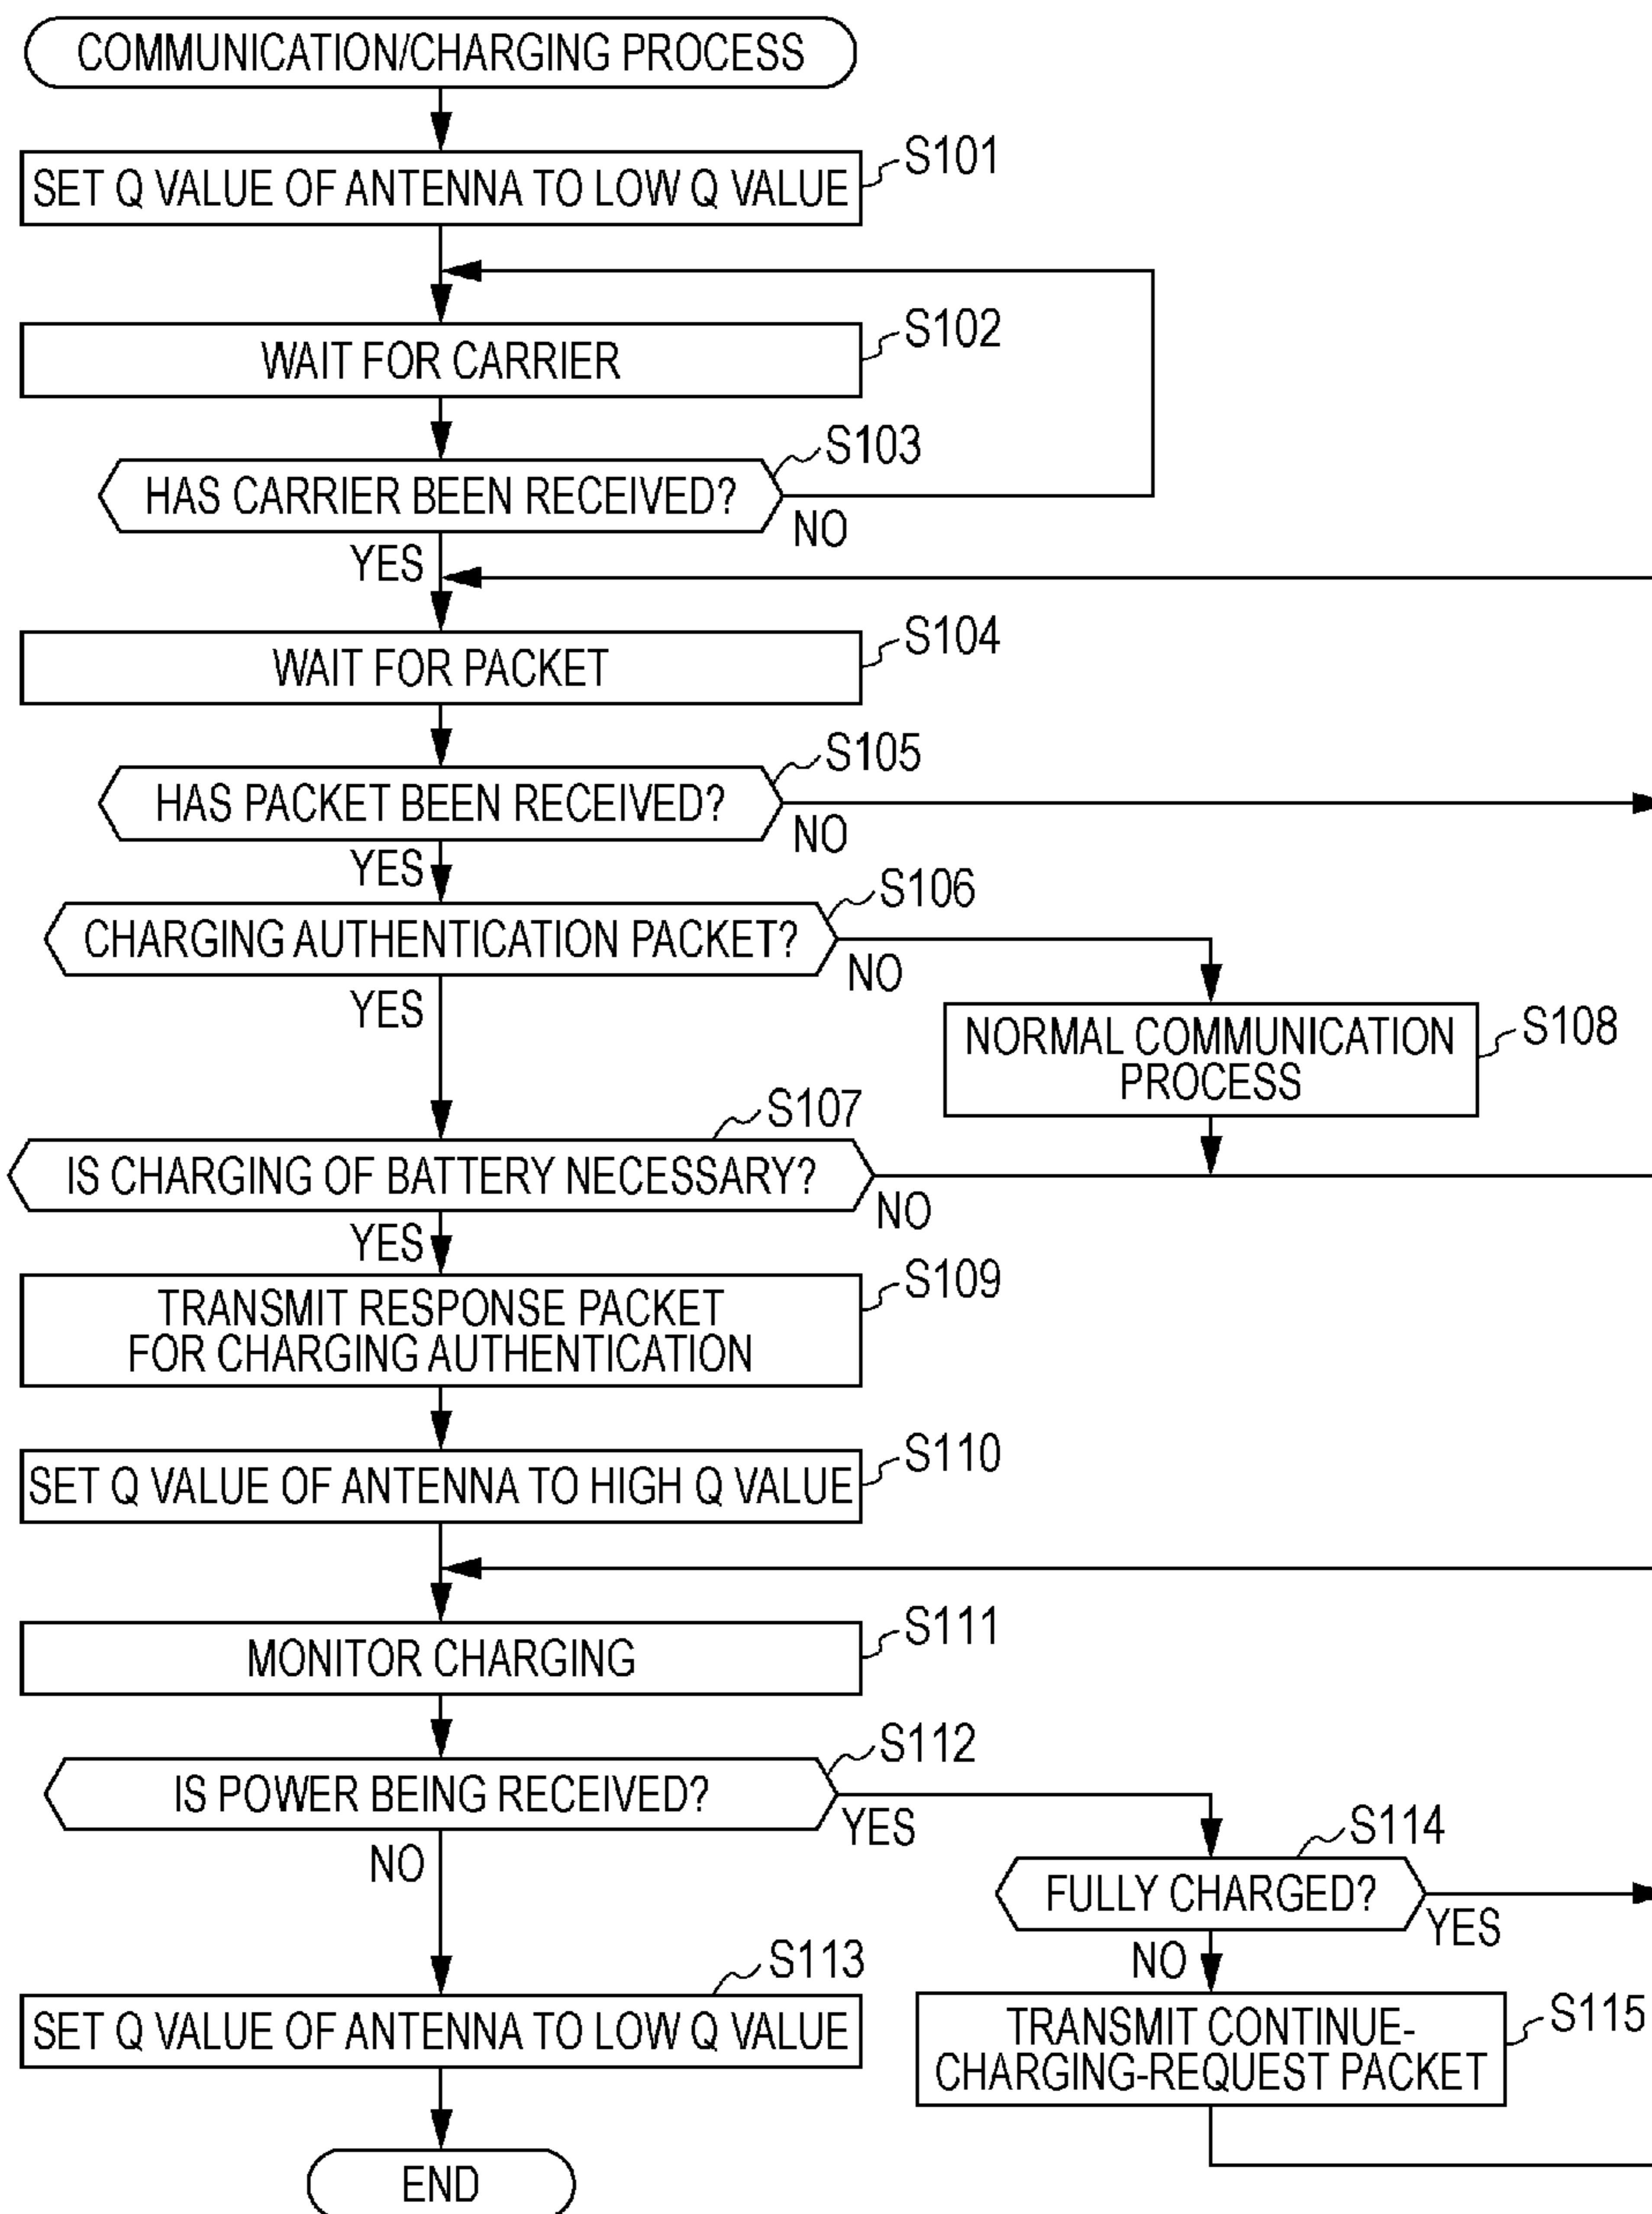 COMMUNICATION/CHARGING PROCESS
S101
SET Q VALUE OF ANTENNA TO LOW Q VALUE
S102
WAIT FOR CARRIER
S103
HAS CARRIER BEEN RECEIVED?
NO
YES
S104
WAIT FOR PACKET
S105
HAS PACKET BEEN RECEIVED?
NO
YES
S106
CHARGING AUTHENTICATION PACKET?
NO
YES
S108
NORMAL COMMUNICATION
PROCESS
S107
IS CHARGING OF BATTERY NECESSARY?
NO
YES
S109
TRANSMIT RESPONSE PACKET
FOR CHARGING AUTHENTICATION
S110
SET Q VALUE OF ANTENNA TO HIGH Q VALUE
S111
MONITOR CHARGING
S112
IS POWER BEING RECEIVED?
YES
NO
S114
FULLY CHARGED?
YES
NO
S113
SET Q VALUE OF ANTENNA TO LOW Q VALUE
S115
TRANSMIT CONTINUE-
CHARGING-REQUEST PACKET
END